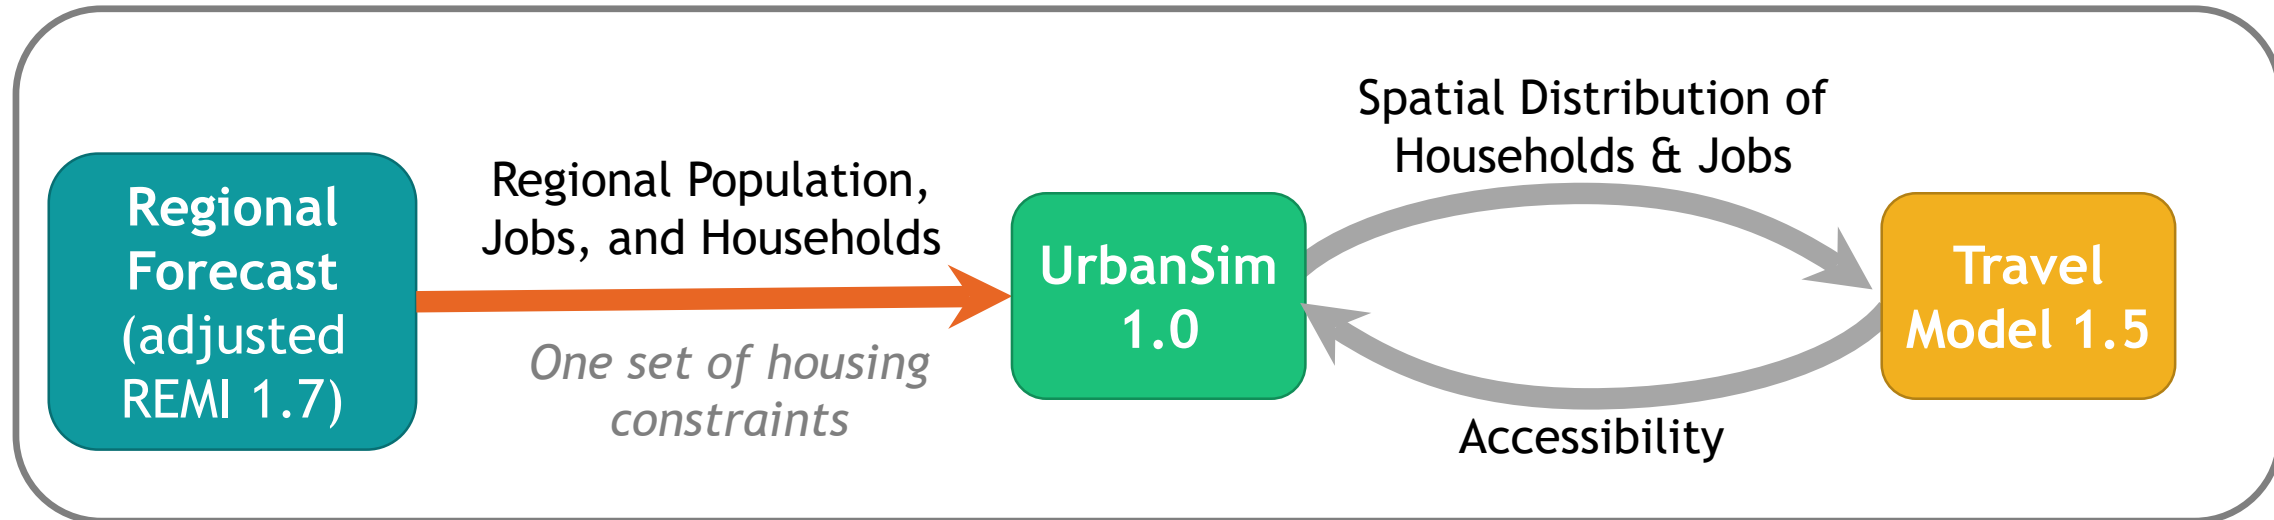 Regional
Forecast
(adjusted
REMI 1.7)
Regional Population,
Jobs, and Households
One set of housing
constraints
UrbanSim
1.0
Spatial Distribution of
Households & Jobs
Accessibility
Travel
Model 1.5